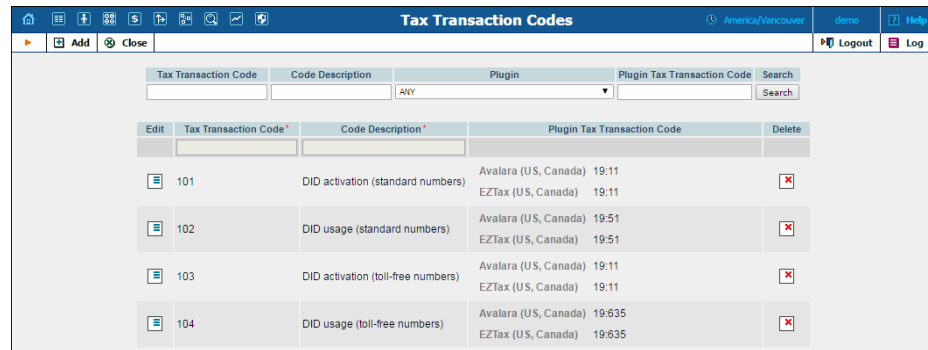 Tax Transaction Codes America/Vancouver demo ? Help
Add Close Logout Log
Tax Transaction Code Code Description Plugin Plugin Tax Transaction Code Search
ANY Search
Edit Tax Transaction Code* Code Description* Plugin Tax Transaction Code Delete
Avalara (US, Canada) 19:11
101 DID activation (standard numbers)
EZTax (US, Canada) 19:11
Avalara (US, Canada) 19:51
102 DID usage (standard numbers)
EZTax (US, Canada) 19:51
Avalara (US, Canada) 19:11
103 DID activation (toll-free numbers)
EZTax (US, Canada) 19:11
Avalara (US, Canada) 19:635
104 DID usage (toll-free numbers)
EZTax (US, Canada) 19:635